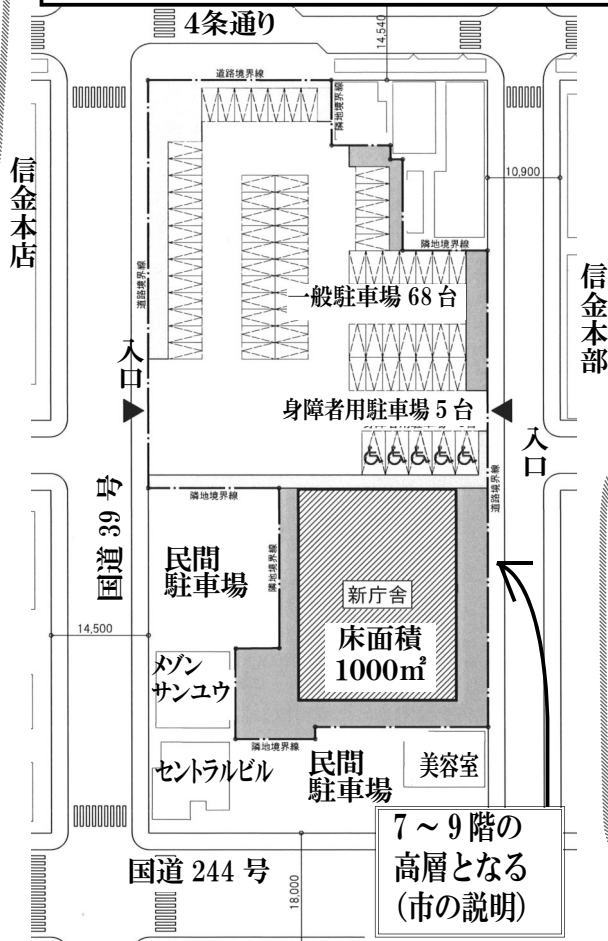 4条通り
14,540
道路境界線
隣地境界線
信金本店
10,900
隣地境界線
道路境界線
一般駐車場 68 台
信金本部
入口
身障者用駐車場 5 台
入口
道路境界線
隣地境界線
国道 39 号
民間
駐車場
隣地境界線
新庁舎
床面積
1000㎡
14,500
メゾン
サンユウ
隣地境界線
セントラルビル
民間
駐車場
美容室
7～9階の
高層となる
(市の説明)
国道 244 号
18,000